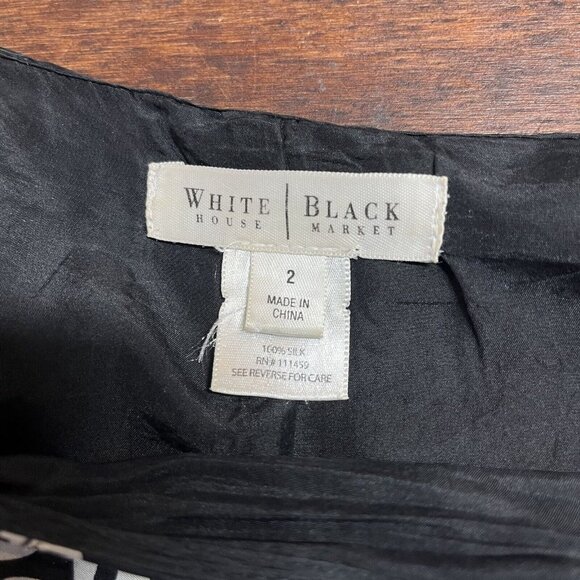 WHITE | BLACK
HOUSE MARKET
2
MADE IN
CHINA
100% SILK
RN# 111459
SEE REVERSE FOR CARE